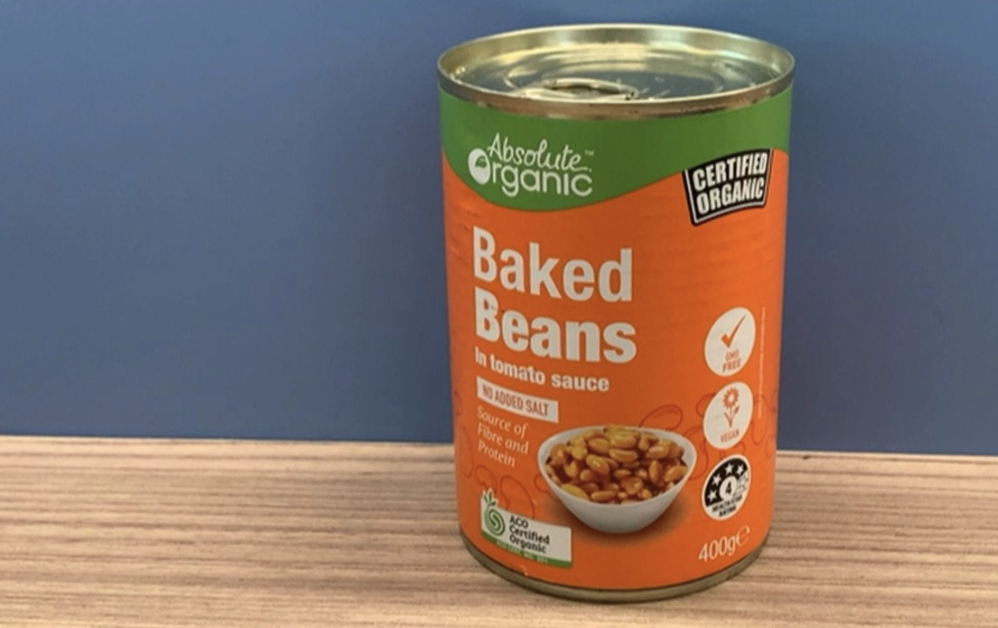 Absolute™
Organic
CERTIFIED
ORGANIC
Baked
Beans
In tomato sauce
NO ADDED SALT
Source of
Fibre and
Protein
GMO
FREE
VEGAN
4
HEALTH STAR
RATING
ACO
Certified
Organic
400g℮